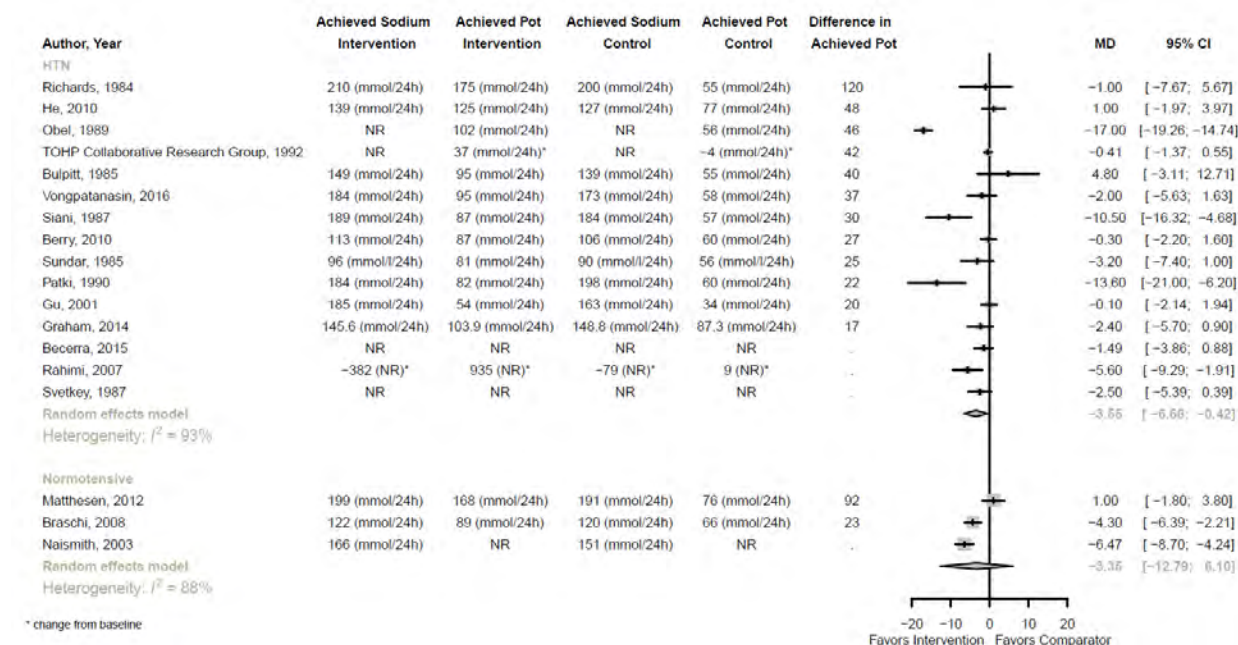 Achieved Sodium Achieved Pot Achieved Sodium Achieved Pot Difference in
Author, Year Intervention Intervention Control Control Achieved Pot MD 95% CI
HTN
Richards, 1984 210 (mmol/24h) 175 (mmol/24h) 200 (mmol/24h) 55 (mmol/24h) 120 −1.00 [ −7.67; 5.67]
He, 2010 139 (mmol/24h) 125 (mmol/24h) 127 (mmol/24h) 77 (mmol/24h) 48 1.00 [ −1.97; 3.97]
Obel, 1989 NR 102 (mmol/24h) NR 56 (mmol/24h) 46 −17.00 [−19.26; −14.74]
TOHP Collaborative Research Group, 1992 NR 37 (mmol/24h)* NR −4 (mmol/24h)* 42 −0.41 [ −1.37; 0.55]
Bulpitt, 1985 149 (mmol/24h) 95 (mmol/24h) 139 (mmol/24h) 55 (mmol/24h) 40 4.80 [ −3.11; 12.71]
Vongpatanasin, 2016 184 (mmol/24h) 95 (mmol/24h) 173 (mmol/24h) 58 (mmol/24h) 37 −2.00 [ −5.63; 1.63]
Siani, 1987 189 (mmol/24h) 87 (mmol/24h) 184 (mmol/24h) 57 (mmol/24h) 30 −10.50 [−16.32; −4.68]
Berry, 2010 113 (mmol/24h) 87 (mmol/24h) 106 (mmol/24h) 60 (mmol/24h) 27 −0.30 [ −2.20; 1.60]
Sundar, 1985 96 (mmol/l/24h) 81 (mmol/24h) 90 (mmol/l/24h) 56 (mmol/l/24h) 25 −3.20 [ −7.40; 1.00]
Patki, 1990 184 (mmol/24h) 82 (mmol/24h) 198 (mmol/24h) 60 (mmol/24h) 22 −13.60 [−21.00; −6.20]
Gu, 2001 185 (mmol/24h) 54 (mmol/24h) 163 (mmol/24h) 34 (mmol/24h) 20 −0.10 [ −2.14; 1.94]
Graham, 2014 145.6 (mmol/24h) 103.9 (mmol/24h) 148.8 (mmol/24h) 87.3 (mmol/24h) 17 −2.40 [ −5.70; 0.90]
Becerra, 2015 NR NR NR NR . −1.49 [ −3.86; 0.88]
Rahimi, 2007 −382 (NR)* 935 (NR)* −79 (NR)* 9 (NR)* . −5.60 [ −9.29; −1.91]
Svetkey, 1987 NR NR NR NR . −2.50 [ −5.39; 0.39]
Random effects model [ −6.68; −0.42]
Heterogeneity: I² = 93%
Normotensive
Matthesen, 2012 199 (mmol/24h) 168 (mmol/24h) 191 (mmol/24h) 76 (mmol/24h) 92 1.00 [ −1.80; 3.80]
Braschi, 2008 122 (mmol/24h) 89 (mmol/24h) 120 (mmol/24h) 66 (mmol/24h) 23 −4.30 [ −6.39; −2.21]
Naismith, 2003 166 (mmol/24h) NR 151 (mmol/24h) NR . −6.47 [ −8.70; −4.24]
Random effects model [−12.79; 6.10]
Heterogeneity: I² = 88%
* change from baseline
−20 −10 0 10 20
Favors Intervention Favors Comparator